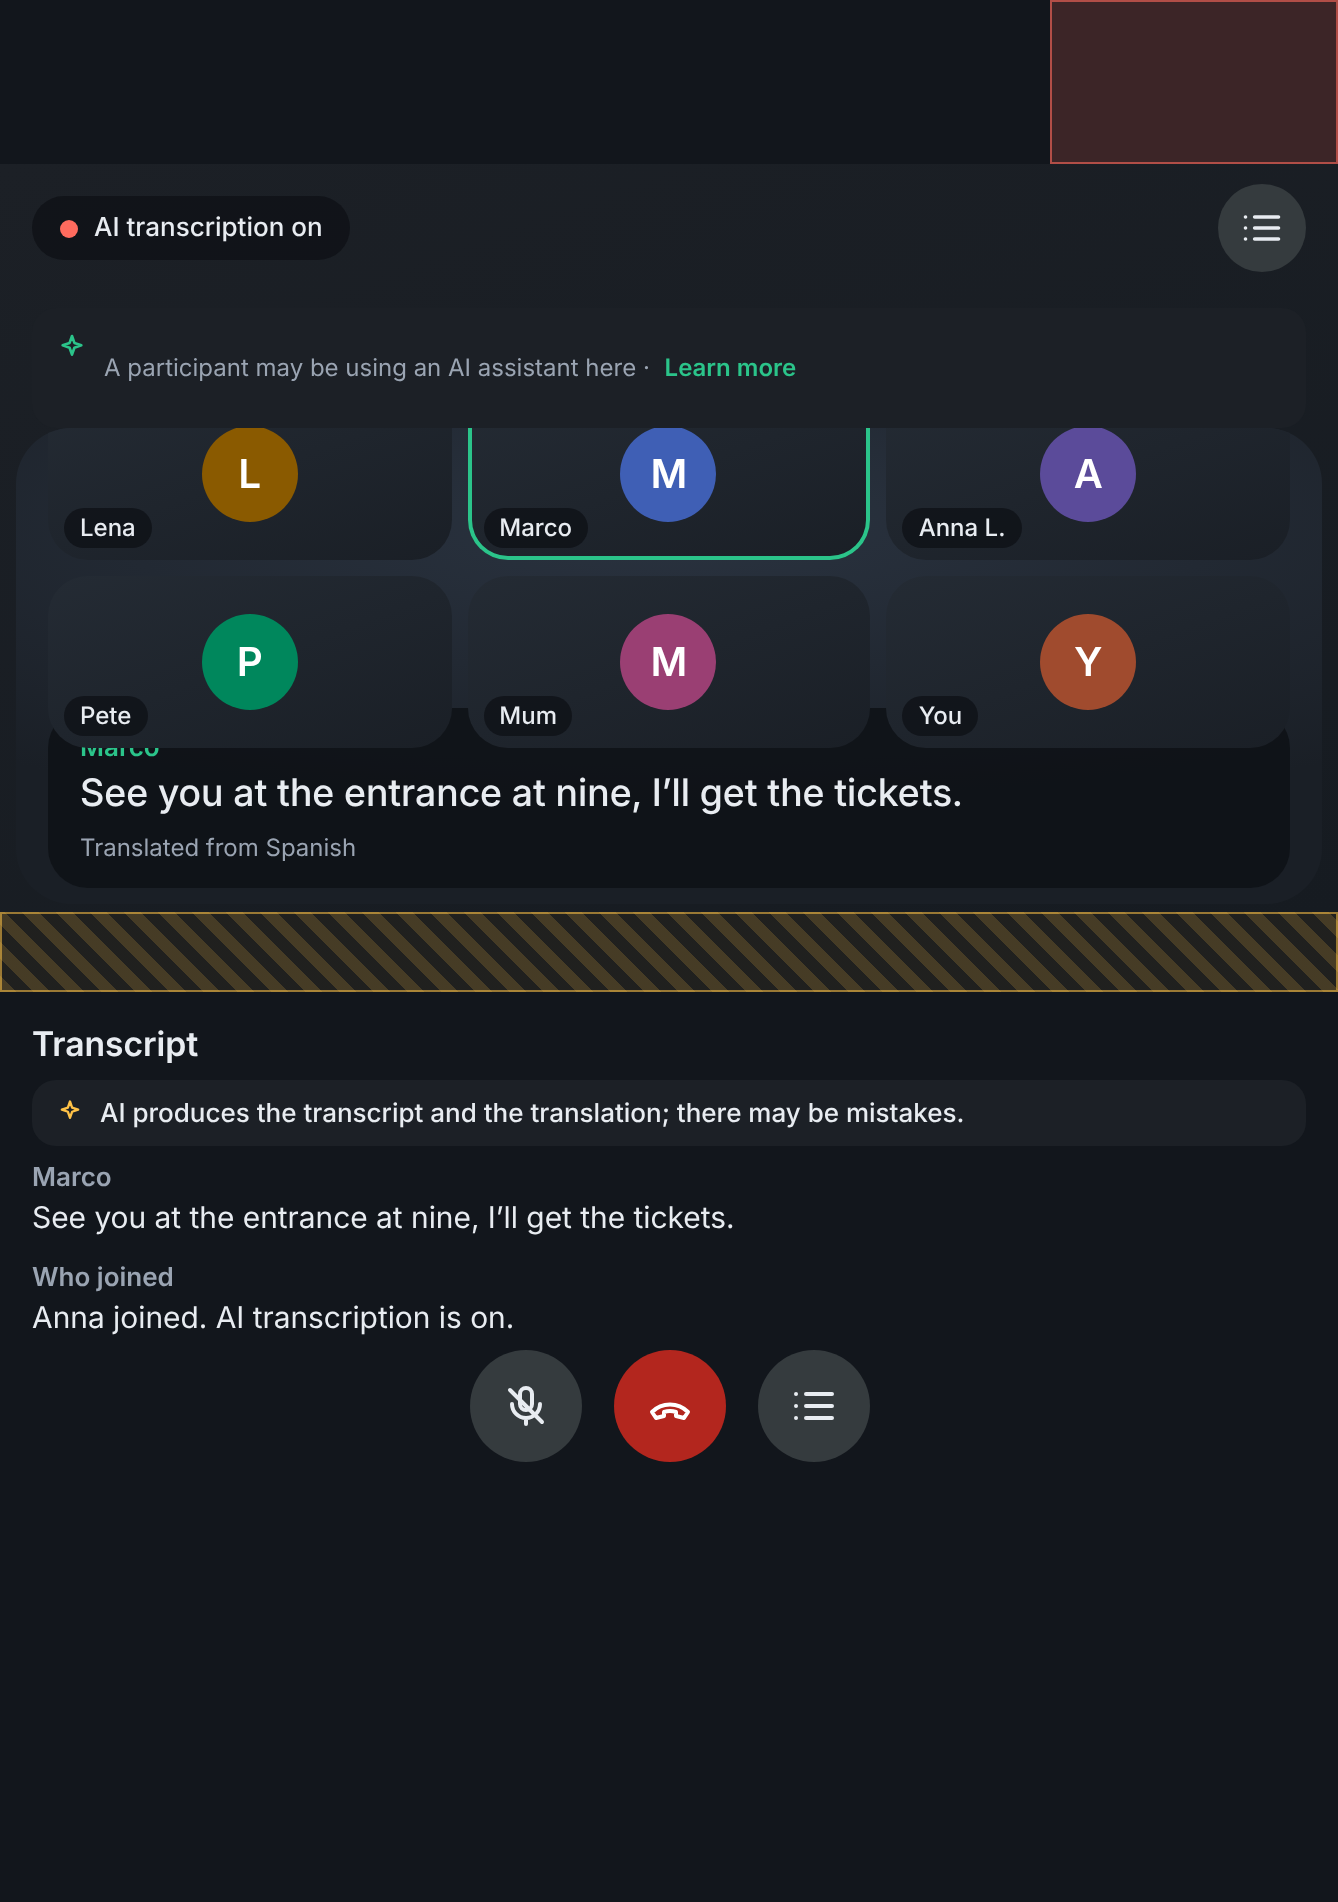 AI transcription on
A participant may be using an AI assistant here · Learn more
L
M
A
Lena
Marco
Anna L.
P
M
Y
Pete
Mum
You
Marco
See you at the entrance at nine, I’ll get the tickets.
Translated from Spanish
Transcript
AI produces the transcript and the translation; there may be mistakes.
Marco
See you at the entrance at nine, I’ll get the tickets.
Who joined
Anna joined. AI transcription is on.